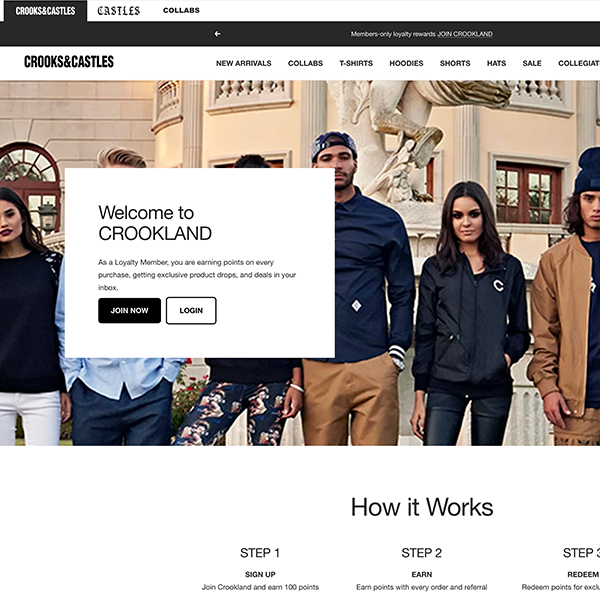 CROOKS&CASTLES CASTLES COLLABS
Members-only loyalty rewards JOIN CROOKLAND
CROOKS&CASTLES NEW ARRIVALS COLLABS T-SHIRTS HOODIES SHORTS HATS SALE COLLEGIAT
Welcome to
CROOKLAND
As a Loyalty Member, you are earning points on every
purchase, getting exclusive product drops, and deals in your
inbox.
JOIN NOW LOGIN
C
How it Works
STEP 1 STEP 2 STEP 3
SIGN UP EARN REDEEM
Join Crookland and earn 100 points Earn points with every order and referral Redeem points for exclu